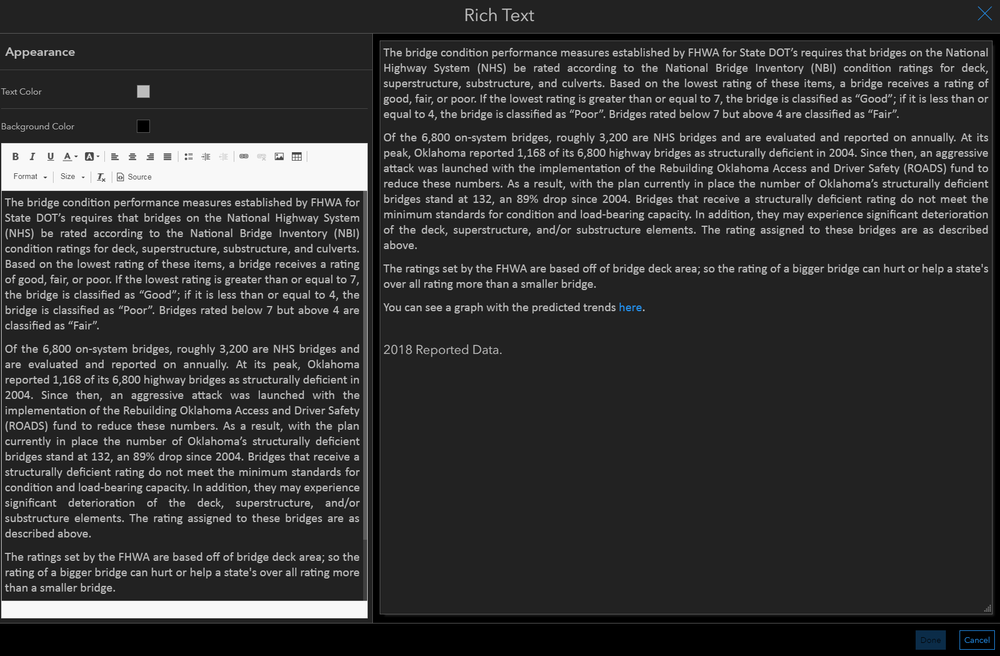 Rich Text
Appearance
Text Color
Background Color
B I U A A
Format Size Source
The bridge condition performance measures established by FHWA for
State DOT’s requires that bridges on the National Highway System
(NHS) be rated according to the National Bridge Inventory (NBI)
condition ratings for deck, superstructure, substructure, and culverts.
Based on the lowest rating of these items, a bridge receives a rating
of good, fair, or poor. If the lowest rating is greater than or equal to 7,
the bridge is classified as “Good”; if it is less than or equal to 4, the
bridge is classified as “Poor”. Bridges rated below 7 but above 4 are
classified as “Fair”.
Of the 6,800 on-system bridges, roughly 3,200 are NHS bridges and
are evaluated and reported on annually. At its peak, Oklahoma
reported 1,168 of its 6,800 highway bridges as structurally deficient in
2004. Since then, an aggressive attack was launched with the
implementation of the Rebuilding Oklahoma Access and Driver Safety
(ROADS) fund to reduce these numbers. As a result, with the plan
currently in place the number of Oklahoma’s structurally deficient
bridges stand at 132, an 89% drop since 2004. Bridges that receive a
structurally deficient rating do not meet the minimum standards for
condition and load-bearing capacity. In addition, they may experience
significant deterioration of the deck, superstructure, and/or
substructure elements. The rating assigned to these bridges are as
described above.
The ratings set by the FHWA are based off of bridge deck area; so the
rating of a bigger bridge can hurt or help a state's over all rating more
than a smaller bridge.
The bridge condition performance measures established by FHWA for State DOT’s requires that bridges on the National
Highway System (NHS) be rated according to the National Bridge Inventory (NBI) condition ratings for deck,
superstructure, substructure, and culverts. Based on the lowest rating of these items, a bridge receives a rating of
good, fair, or poor. If the lowest rating is greater than or equal to 7, the bridge is classified as “Good”; if it is less than or
equal to 4, the bridge is classified as “Poor”. Bridges rated below 7 but above 4 are classified as “Fair”.
Of the 6,800 on-system bridges, roughly 3,200 are NHS bridges and are evaluated and reported on annually. At its
peak, Oklahoma reported 1,168 of its 6,800 highway bridges as structurally deficient in 2004. Since then, an aggressive
attack was launched with the implementation of the Rebuilding Oklahoma Access and Driver Safety (ROADS) fund to
reduce these numbers. As a result, with the plan currently in place the number of Oklahoma’s structurally deficient
bridges stand at 132, an 89% drop since 2004. Bridges that receive a structurally deficient rating do not meet the
minimum standards for condition and load-bearing capacity. In addition, they may experience significant deterioration
of the deck, superstructure, and/or substructure elements. The rating assigned to these bridges are as described
above.
The ratings set by the FHWA are based off of bridge deck area; so the rating of a bigger bridge can hurt or help a state's
over all rating more than a smaller bridge.
You can see a graph with the predicted trends here.
2018 Reported Data.
Done
Cancel